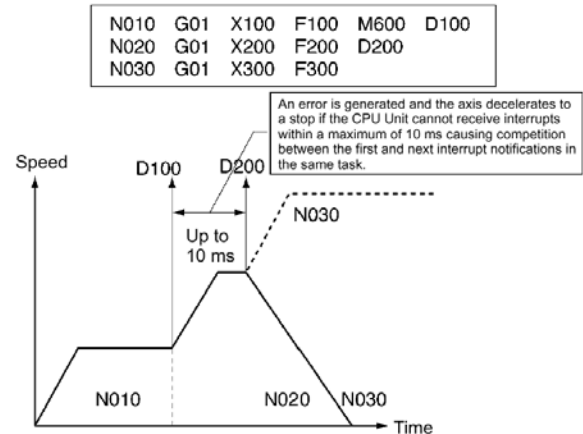 N010 G01 X100 F100 M600 D100
N020 G01 X200 F200 D200
N030 G01 X300 F300
An error is generated and the axis decelerates to
a stop if the CPU Unit cannot receive interrupts
within a maximum of 10 ms causing competition
between the first and next interrupt notifications in
the same task.
Speed
D100
D200
N030
Up to
10 ms
N010
N020
N030
Time